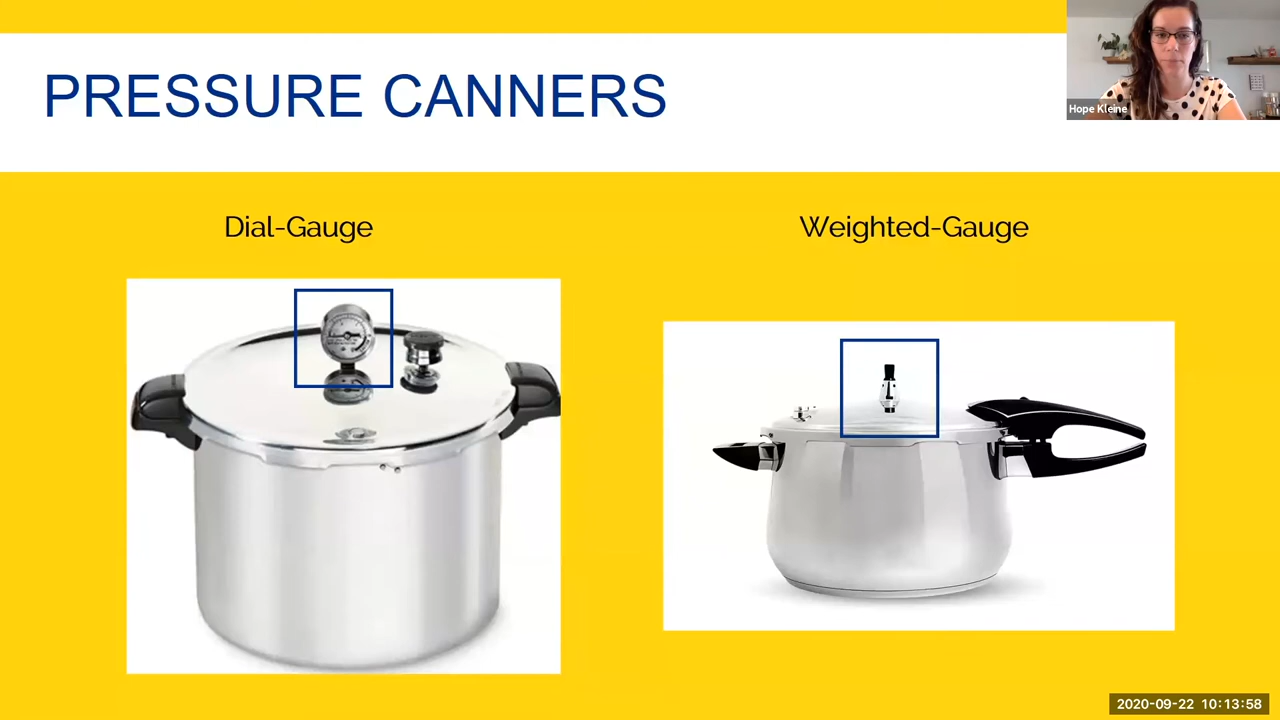 PRESSURE CANNERS
Hope Kleine
Dial-Gauge
Weighted-Gauge
2020-09-22 10:13:58